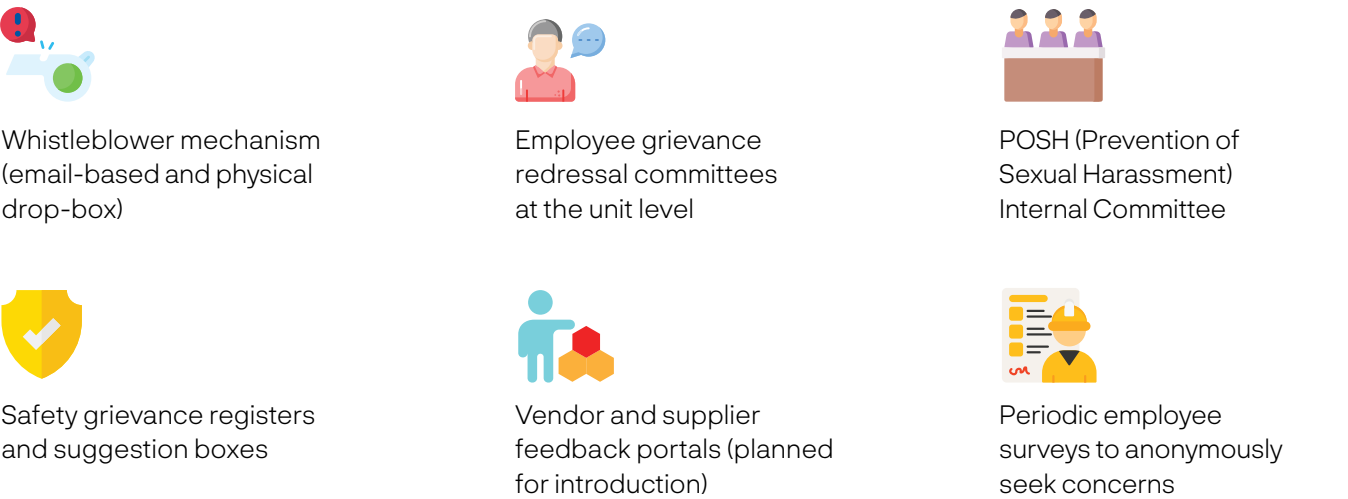 Whistleblower mechanism
(email-based and physical
drop-box)
Employee grievance
redressal committees
at the unit level
POSH (Prevention of
Sexual Harassment)
Internal Committee
Safety grievance registers
and suggestion boxes
Vendor and supplier
feedback portals (planned
for introduction)
Periodic employee
surveys to anonymously
seek concerns